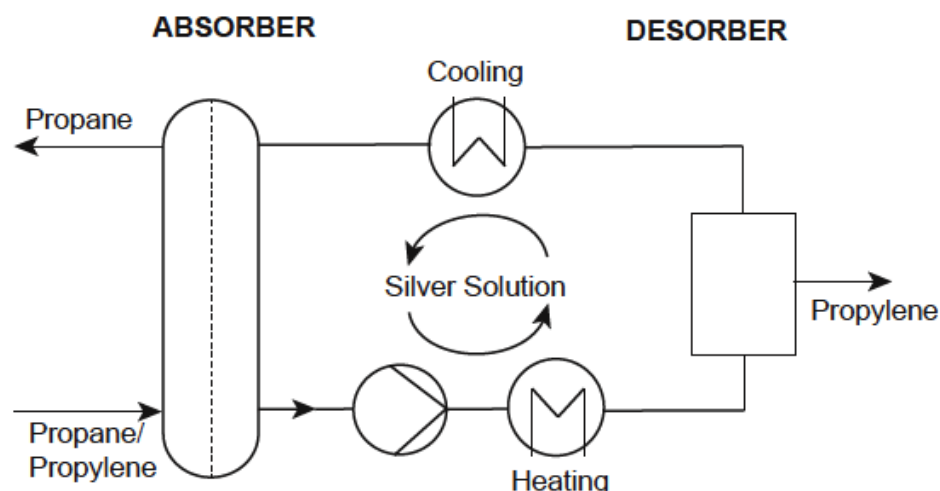 ABSORBER
DESORBER
Cooling
Propane
Silver Solution
Propylene
Propane/
Propylene
Heating